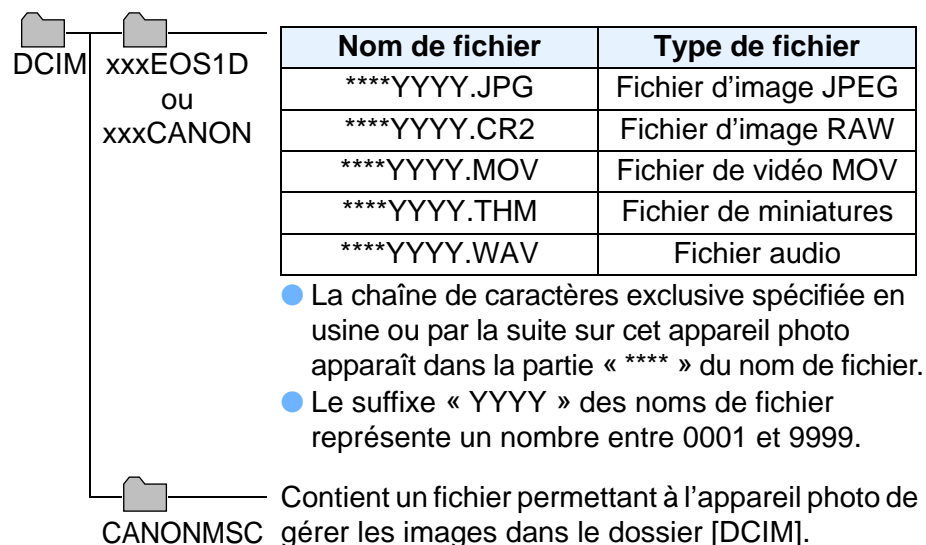 DCIM
xxxEOS1D
ou
xxxCANON
Nom de fichier Type de fichier
****YYYY.JPG Fichier d'image JPEG
****YYYY.CR2 Fichier d'image RAW
****YYYY.MOV Fichier de vidéo MOV
****YYYY.THM Fichier de miniatures
****YYYY.WAV Fichier audio
● La chaîne de caractères exclusive spécifiée en
usine ou par la suite sur cet appareil photo
apparaît dans la partie « **** » du nom de fichier.
● Le suffixe « YYYY » des noms de fichier
représente un nombre entre 0001 et 9999.
CANONMSC
Contient un fichier permettant à l'appareil photo de
gérer les images dans le dossier [DCIM].